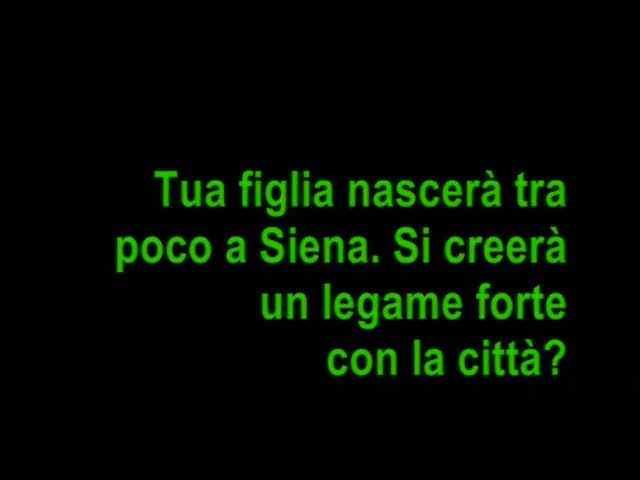 Tua figlia nascerà tra
poco a Siena. Si creerà
un legame forte
con la città?